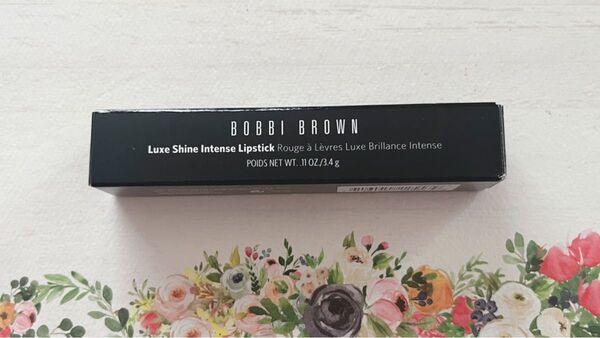 BOBBI BROWN
Luxe Shine Intense Lipstick Rouge à Lèvres Luxe Brillance Intense
POIDS NET WT. .11 OZ./3.4 g